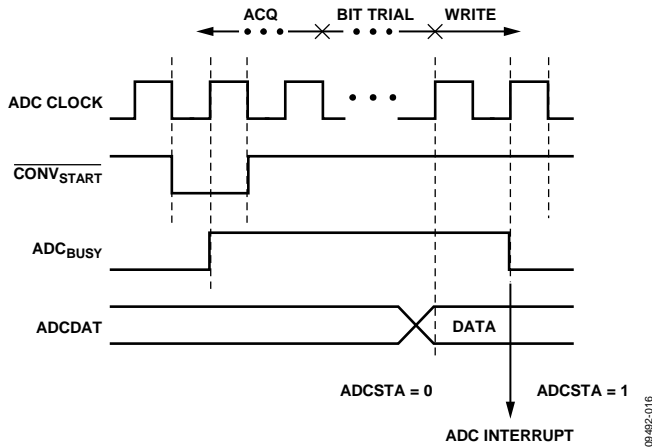 ACQ BIT TRIAL WRITE
ADC CLOCK
CONVSTART
ADCBUSY
ADCDAT DATA
ADCSTA = 0 ADCSTA = 1
ADC INTERRUPT
09492-016